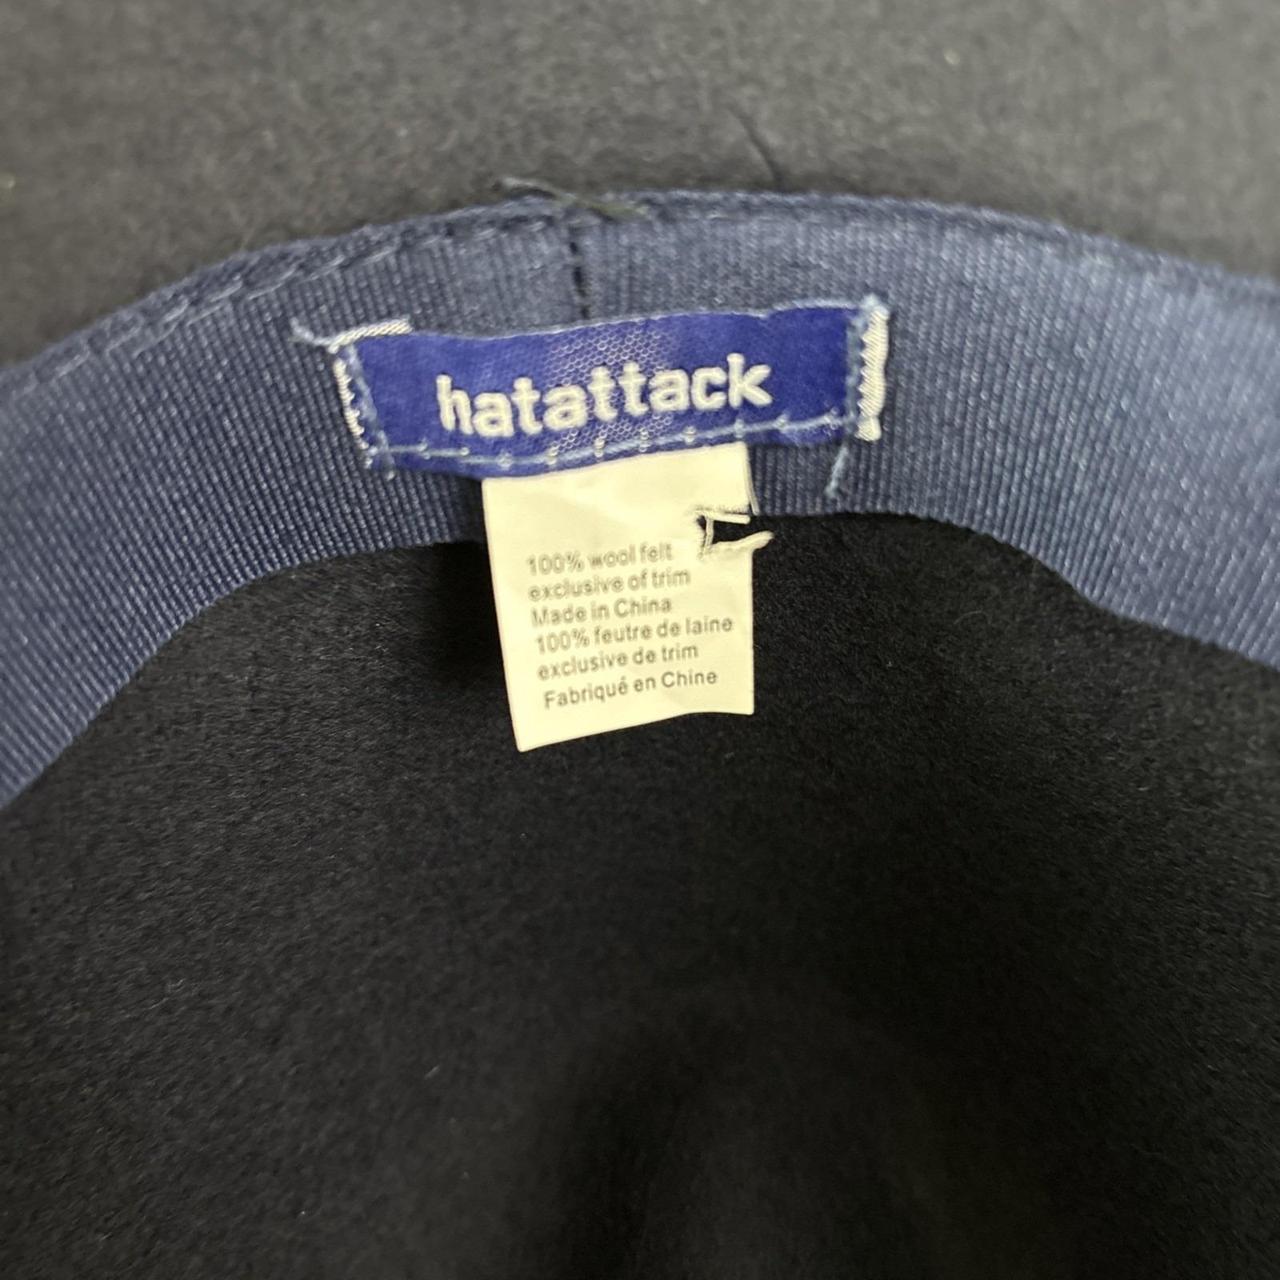 hatattack
100% wool felt
exclusive of trim
Made in China
100% feutre de laine
exclusive de trim
Fabriqué en Chine